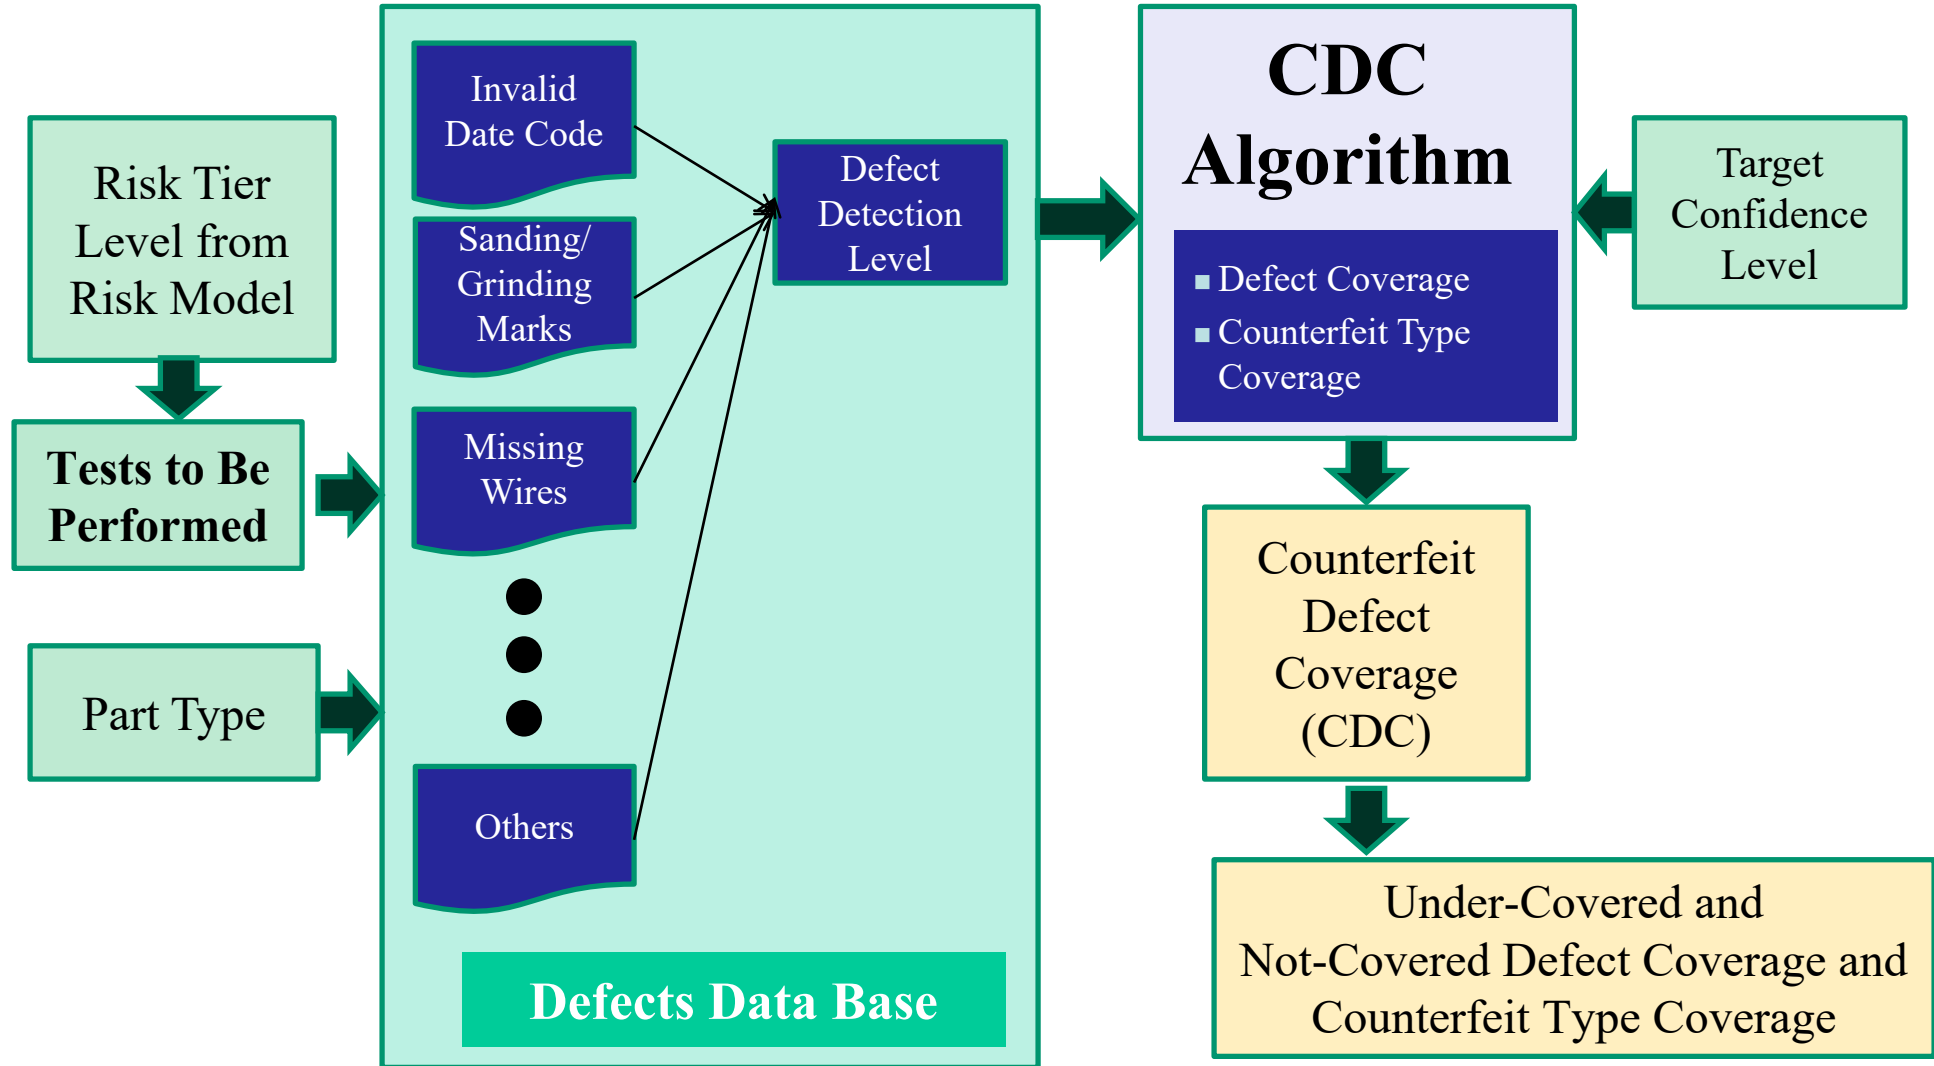 Risk Tier
Level from
Risk Model
Tests to Be
Performed
Part Type
Invalid
Date Code
Sanding/
Grinding
Marks
Missing
Wires
Others
Defect
Detection
Level
Defects Data Base
CDC
Algorithm
Defect Coverage
Counterfeit Type
Coverage
Target
Confidence
Level
Counterfeit
Defect
Coverage
(CDC)
Under-Covered and
Not-Covered Defect Coverage and
Counterfeit Type Coverage